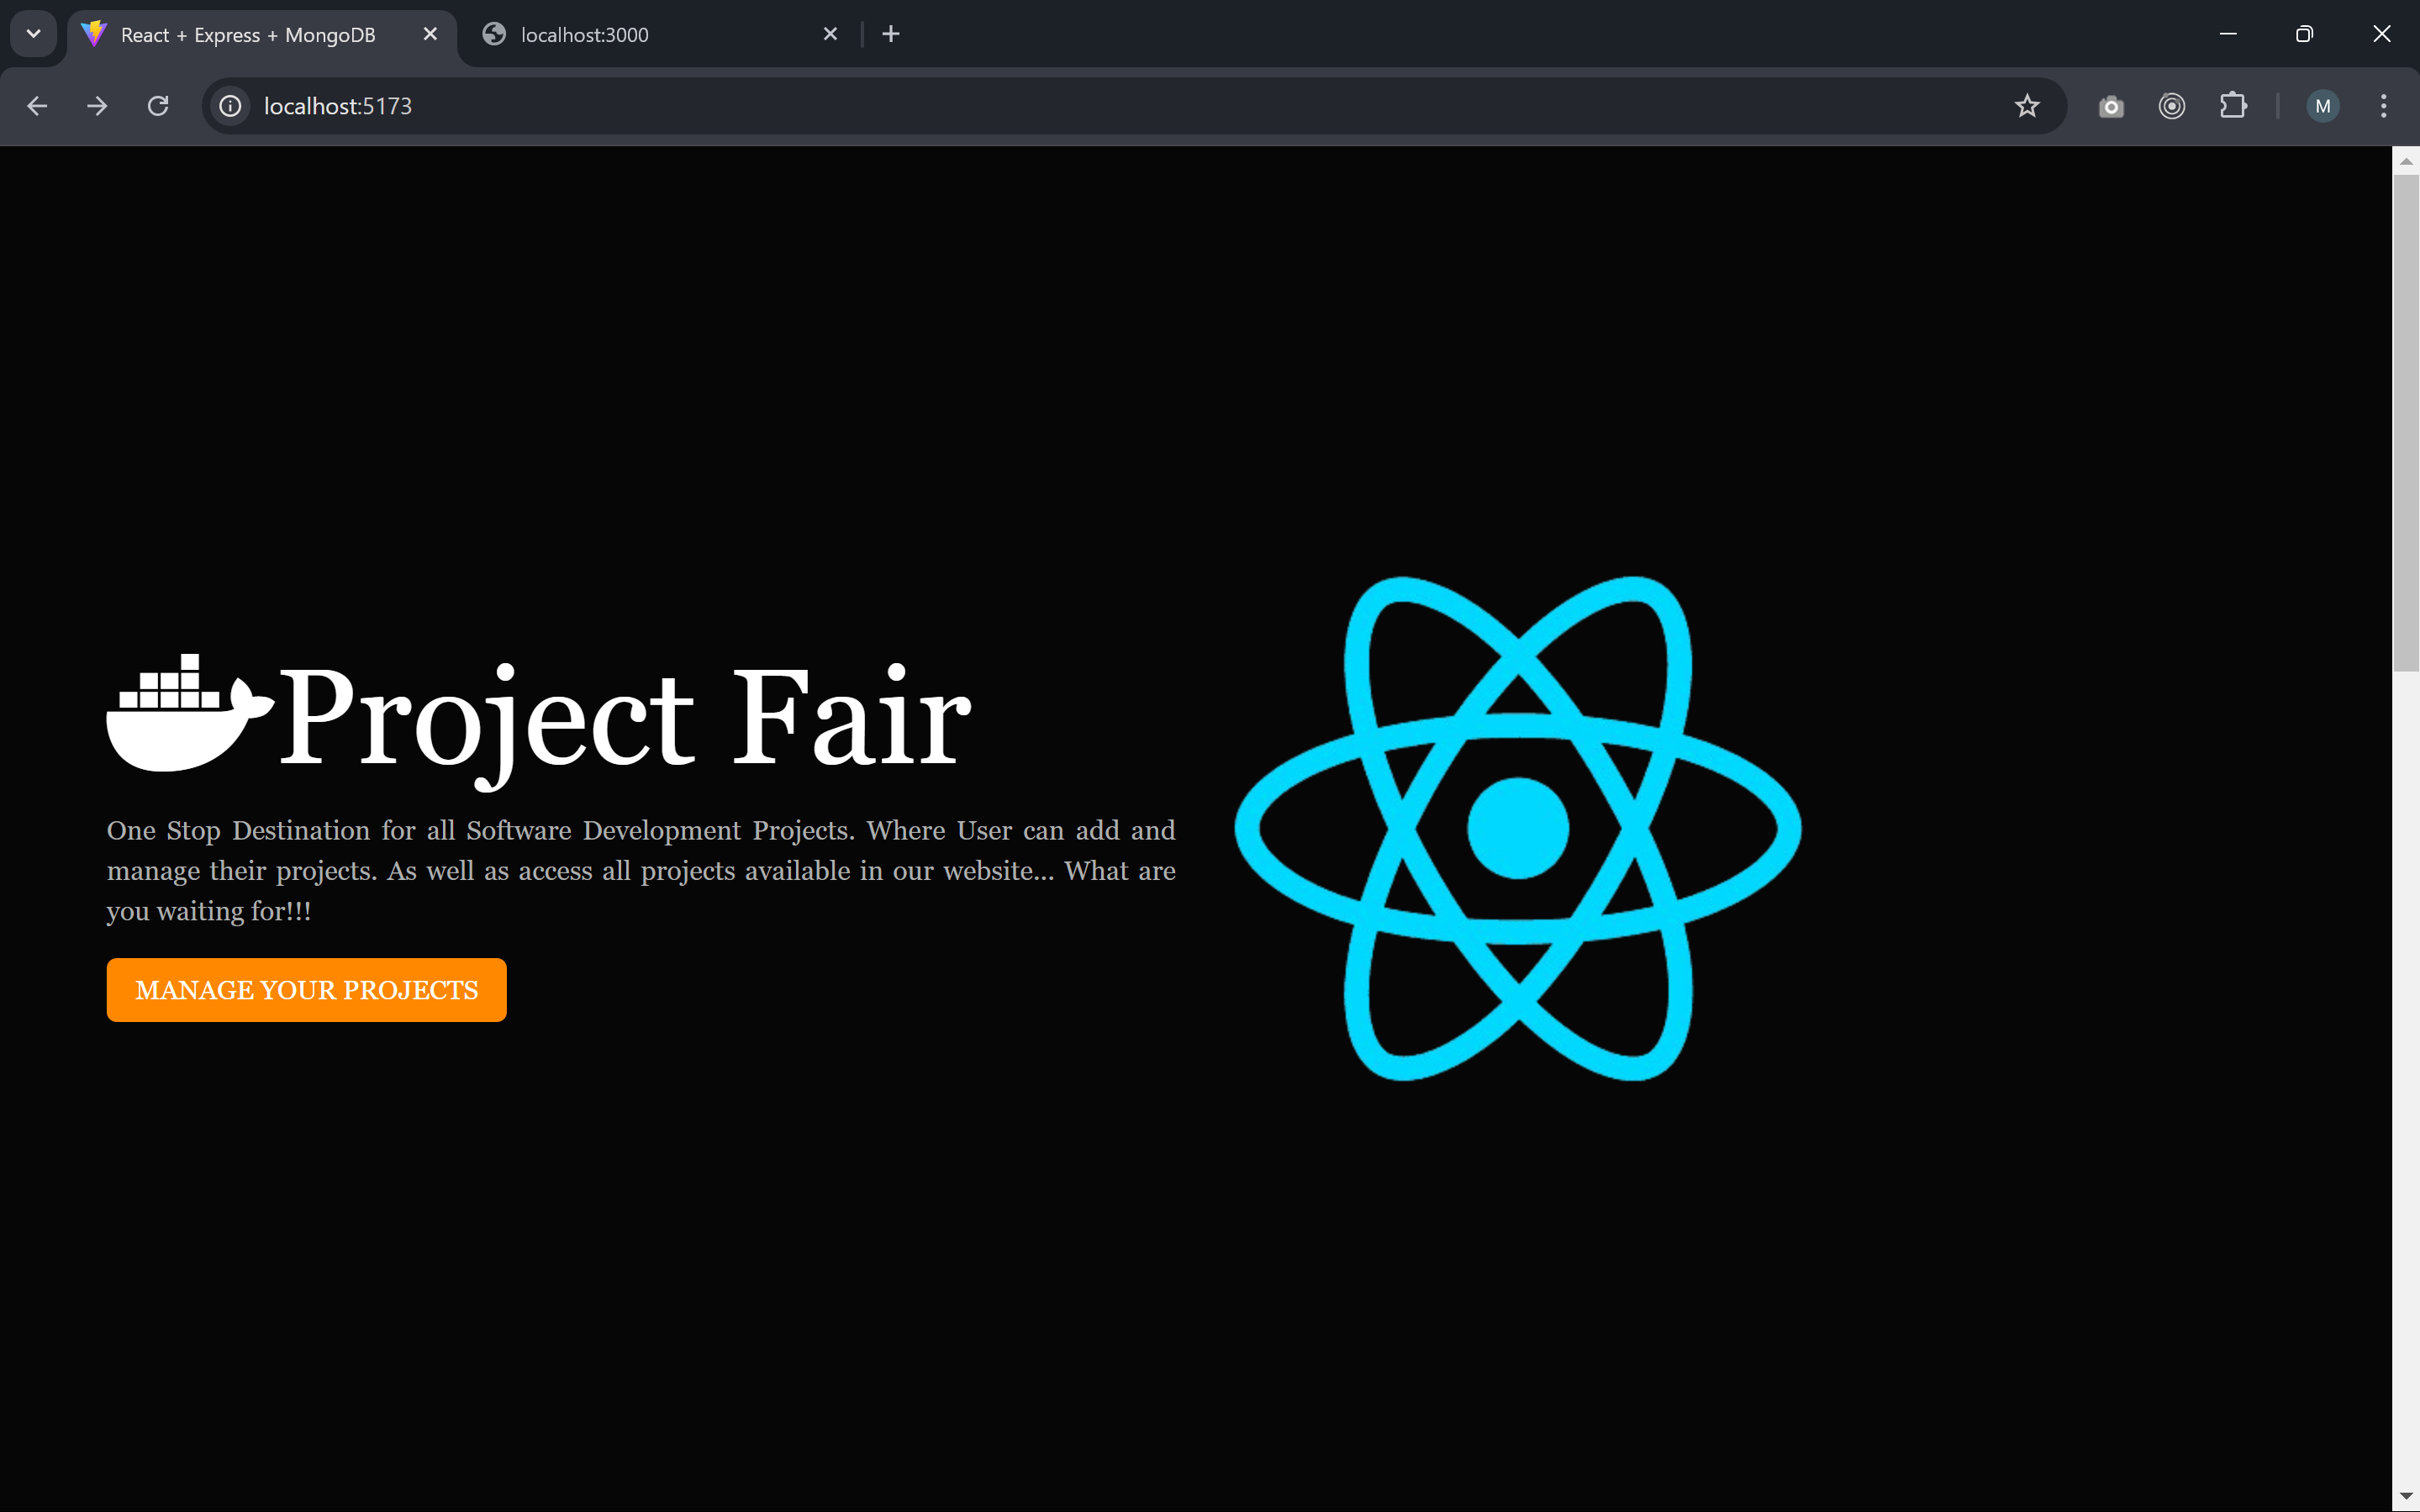 React + Express + MongoDB
localhost:3000
localhost:5173
M
Project Fair
One Stop Destination for all Software Development Projects. Where User can add and
manage their projects. As well as access all projects available in our website... What are
you waiting for!!!
MANAGE YOUR PROJECTS